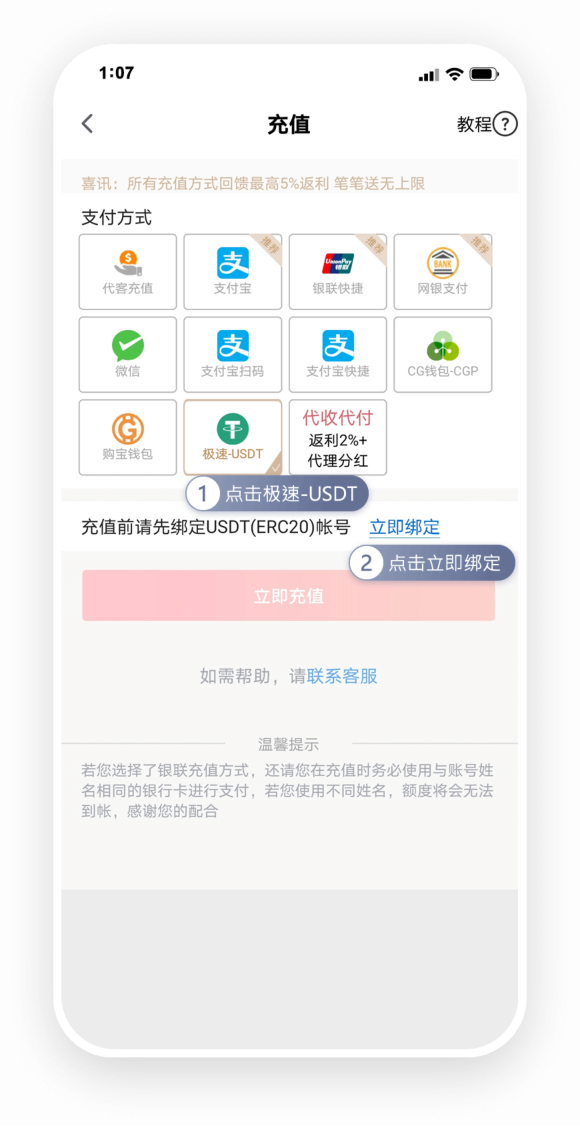 1:07
充值
教程?
喜讯：所有充值方式回馈最高5%返利 笔笔送无上限
支付方式
推荐
推荐
推荐
代客充值
支付宝
UnionPay
银联
银联快捷
BANK
网银支付
微信
支付宝扫码
支付宝快捷
CG钱包-CGP
购宝钱包
极速-USDT
代收代付
返利2%+
代理分红
1 点击极速-USDT
充值前请先绑定USDT(ERC20)帐号 立即绑定
2 点击立即绑定
立即充值
如需帮助，请联系客服
温馨提示
若您选择了银联充值方式，还请您在充值时务必使用与账号姓
名相同的银行卡进行支付，若您使用不同姓名，额度将会无法
到帐，感谢您的配合